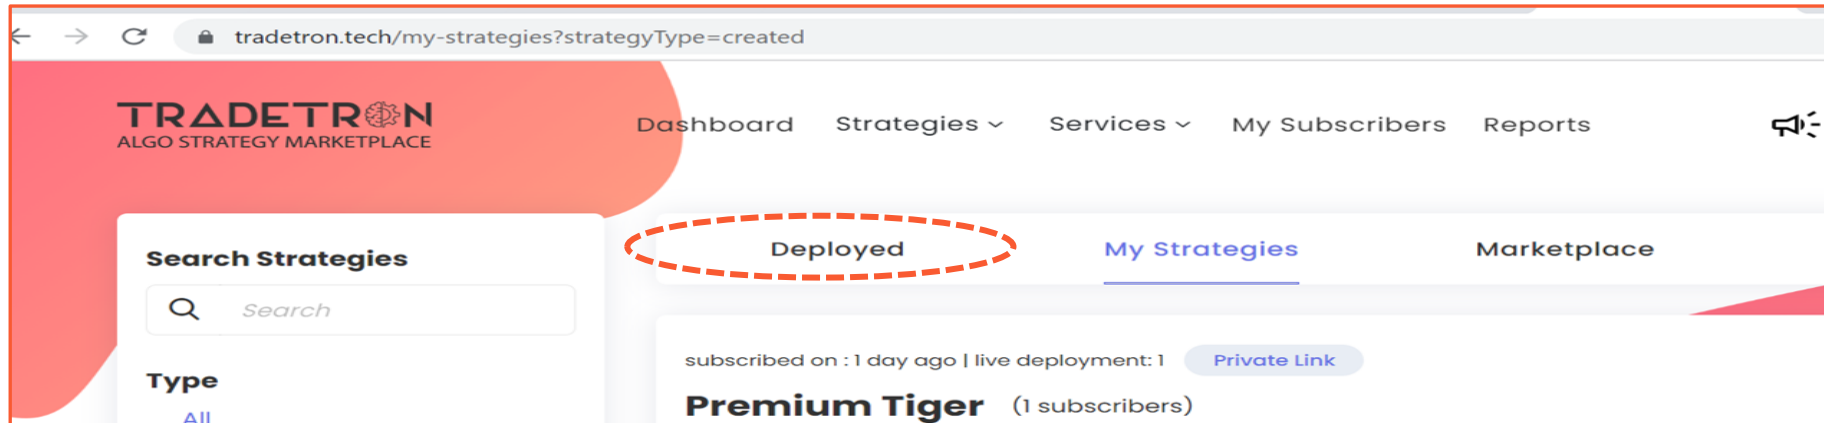 tradetron.tech/my-strategies?strategyType=created
TRADETRON
ALGO STRATEGY MARKETPLACE
Dashboard Strategies Services My Subscribers Reports
Deployed My Strategies Marketplace
Search Strategies
Search
Type
All
subscribed on : 1 day ago | live deployment: 1 Private Link
Premium Tiger (1 subscribers)